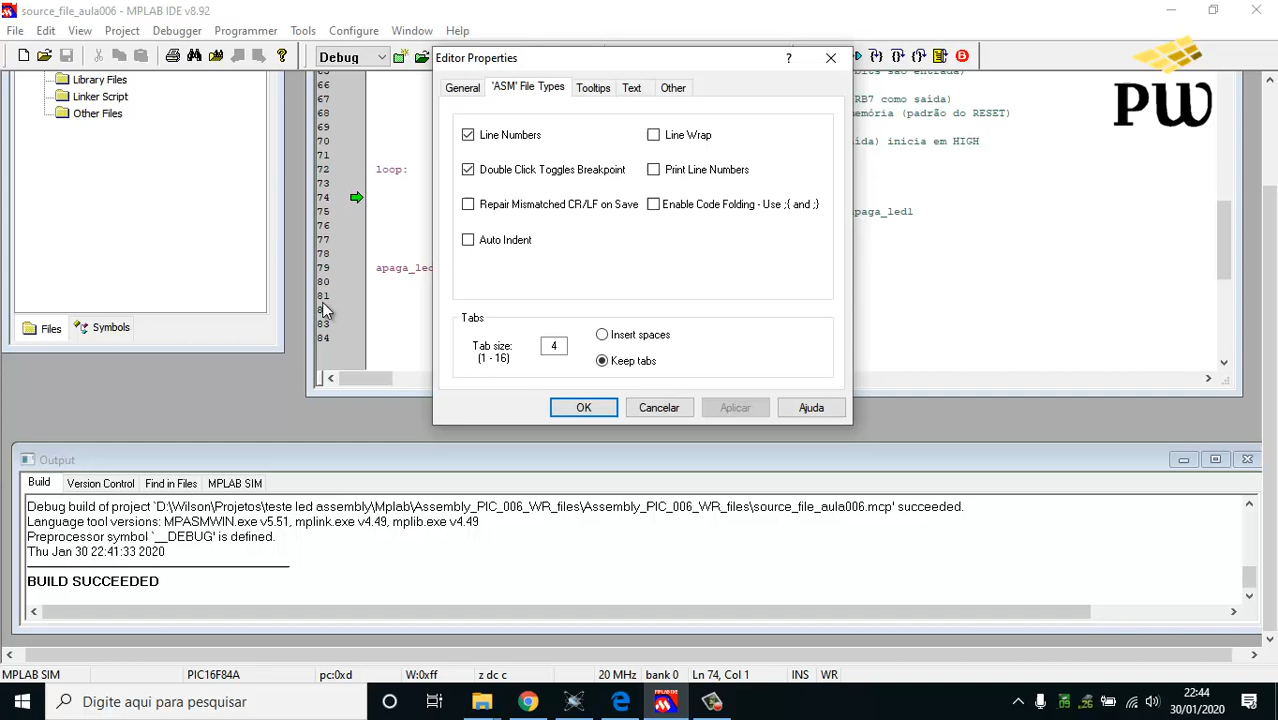 source_file_aula006 - MPLAB IDE v8.92
File Edit View Project Debugger Programmer Tools Configure Window Help
Debug
Library Files
Linker Script
Other Files
Files
Symbols
66
67
68
69
70
71
72
73
74
75
76
77
78
79
80
81
83
84
loop:
RB7 como saída)
(padrão do RESET)
inicia em HIGH
apaga_led1
PW
Editor Properties
?
General
'ASM' File Types
Tooltips
Text
Other
Line Numbers
Line Wrap
Double Click Toggles Breakpoint
Print Line Numbers
Repair Mismatched CR/LF on Save
Enable Code Folding - Use ;{ and ;}
Auto Indent
Tabs
Tab size:
(1 - 16)
4
Insert spaces
Keep tabs
OK
Cancelar
Aplicar
Ajuda
Output
Build
Version Control
Find in Files
MPLAB SIM
Debug build of project `D:\Wilson\Projetos\teste led assembly\Mplab\Assembly_PIC_006_WR_files\Assembly_PIC_006_WR_files\source_file_aula006.mcp' succeeded.
Language tool versions: MPASMWIN.exe v5.51, mplink.exe v4.49, mplib.exe v4.49
Preprocessor symbol `__DEBUG' is defined.
Thu Jan 30 22:41:33 2020
BUILD SUCCEEDED
MPLAB SIM
PIC16F84A
pc:0xd
W:0xff
z dc c
20 MHz
bank 0
Ln 74, Col 1
INS
WR
Digite aqui para pesquisar
22:44
30/01/2020